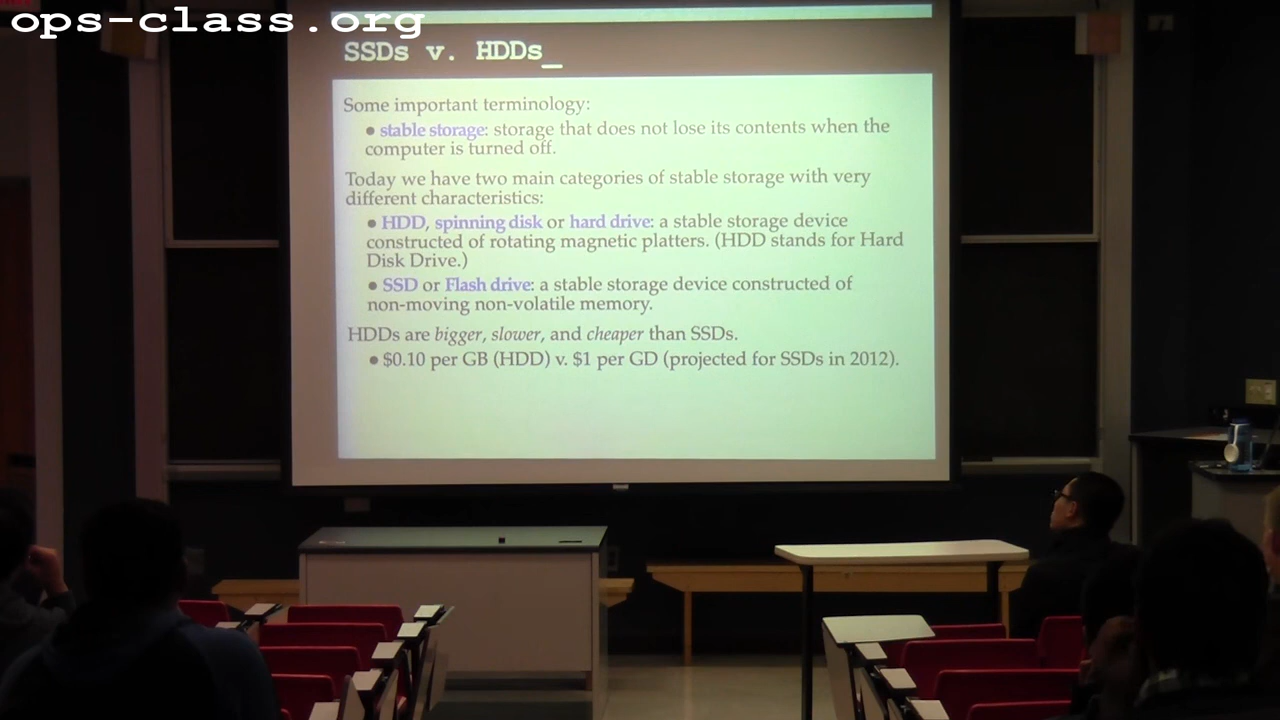 ops-class.org
SSDs v. HDDs_
Some important terminology:
• stable storage: storage that does not lose its contents when the
computer is turned off.
Today we have two main categories of stable storage with very
different characteristics:
• HDD, spinning disk or hard drive: a stable storage device
constructed of rotating magnetic platters. (HDD stands for Hard
Disk Drive.)
• SSD or Flash drive: a stable storage device constructed of
non-moving non-volatile memory.
HDDs are bigger, slower, and cheaper than SSDs.
• $0.10 per GB (HDD) v. $1 per GD (projected for SSDs in 2012).